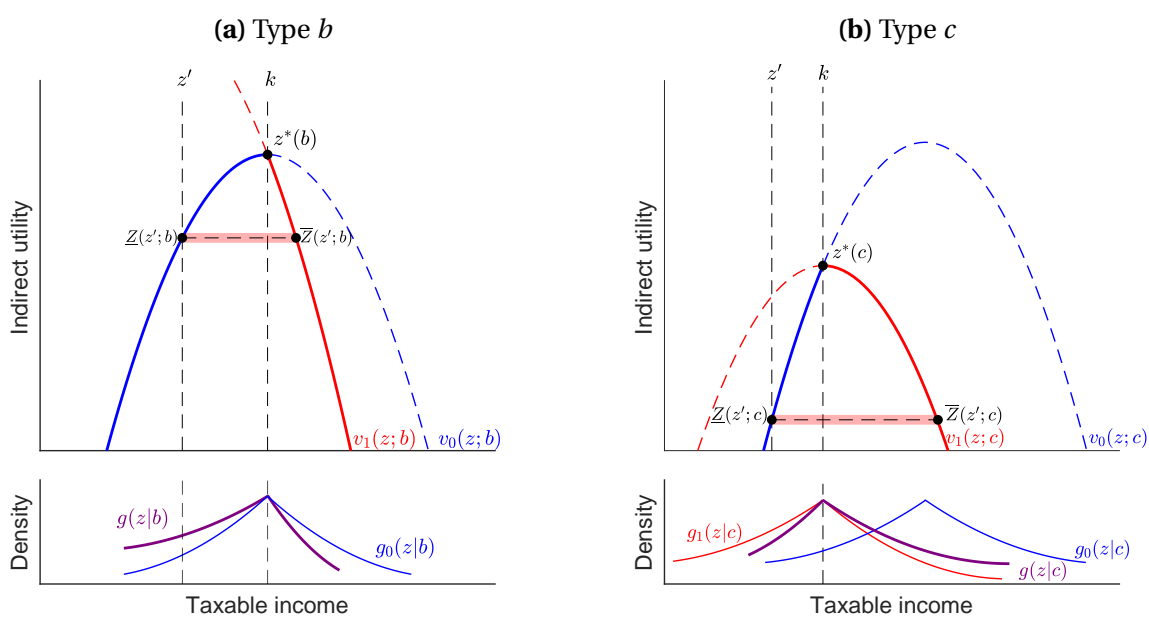 (a) Type b
(b) Type c
z′
k
z*(b)
Z̲(z′; b)
Z̅(z′; b)
v₁(z; b)
v₀(z; b)
Indirect utility
g(z|b)
g₀(z|b)
Density
Taxable income
z′
k
z*(c)
Z̲(z′; c)
Z̅(z′; c)
v₁(z; c)
v₀(z; c)
Indirect utility
g₁(z|c)
g₀(z|c)
g(z|c)
Density
Taxable income